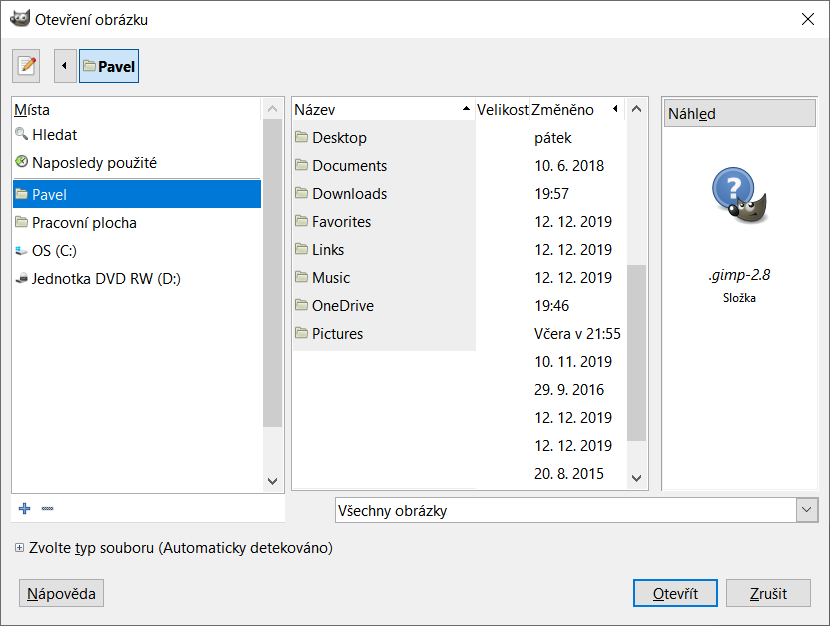 Otevření obrázku
Pavel
Místa
Hledat
Naposledy použité
Pavel
Pracovní plocha
OS (C:)
Jednotka DVD RW (D:)
Název Velikost Změněno
Desktop pátek
Documents 10. 6. 2018
Downloads 19:57
Favorites 12. 12. 2019
Links 12. 12. 2019
Music 12. 12. 2019
OneDrive 19:46
Pictures Včera v 21:55
10. 11. 2019
29. 9. 2016
12. 12. 2019
12. 12. 2019
20. 8. 2015
Náhled
.gimp-2.8
Složka
Všechny obrázky
Zvolte typ souboru (Automaticky detekováno)
Nápověda
Otevřít
Zrušit